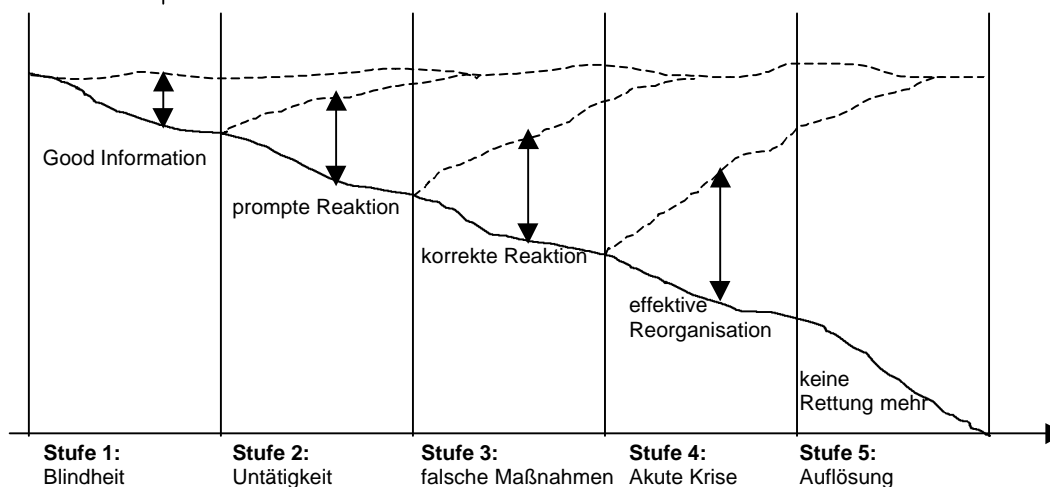 Good Information
prompte Reaktion
korrekte Reaktion
effektive
Reorganisation
keine
Rettung mehr
Stufe 1:
Blindheit
Stufe 2:
Untätigkeit
Stufe 3:
falsche Maßnahmen
Stufe 4:
Akute Krise
Stufe 5:
Auflösung